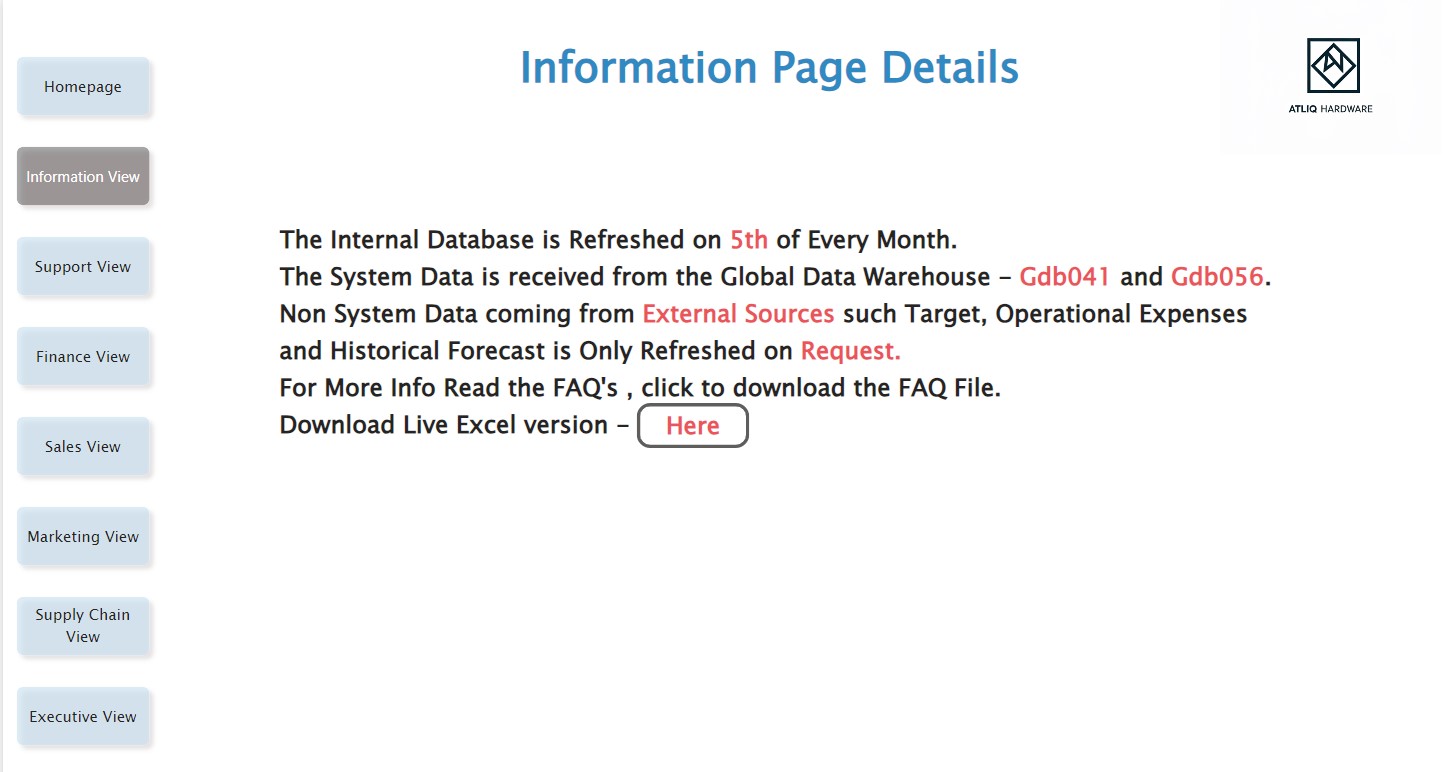 Information Page Details
ATLIQ HARDWARE
Homepage
Information View
Support View
Finance View
Sales View
Marketing View
Supply Chain
View
Executive View
The Internal Database is Refreshed on 5th of Every Month.
The System Data is received from the Global Data Warehouse – Gdb041 and Gdb056.
Non System Data coming from External Sources such Target, Operational Expenses
and Historical Forecast is Only Refreshed on Request.
For More Info Read the FAQ's , click to download the FAQ File.
Download Live Excel version – Here